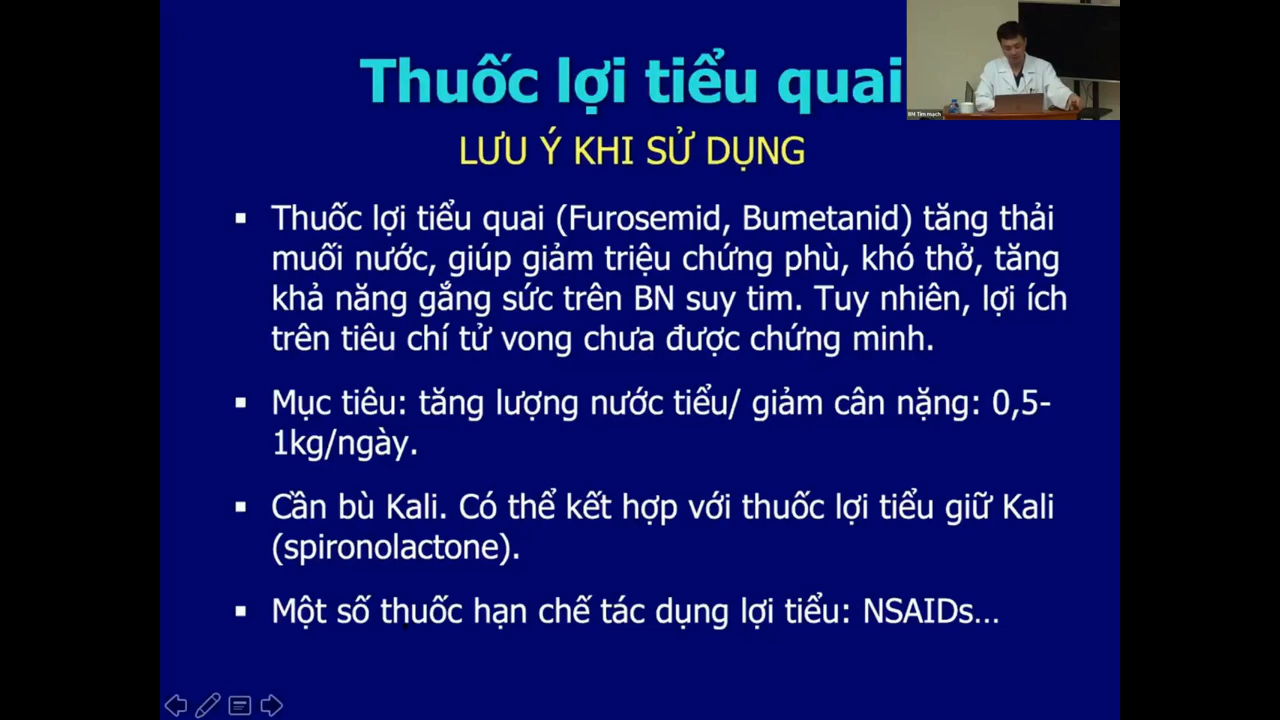 Thuốc lợi tiểu quai
BM Tim mạch
LƯU Ý KHI SỬ DỤNG
▪ Thuốc lợi tiểu quai (Furosemid, Bumetanid) tăng thải
muối nước, giúp giảm triệu chứng phù, khó thở, tăng
khả năng gắng sức trên BN suy tim. Tuy nhiên, lợi ích
trên tiêu chí tử vong chưa được chứng minh.
▪ Mục tiêu: tăng lượng nước tiểu/ giảm cân nặng: 0,5-
1kg/ngày.
▪ Cần bù Kali. Có thể kết hợp với thuốc lợi tiểu giữ Kali
(spironolactone).
▪ Một số thuốc hạn chế tác dụng lợi tiểu: NSAIDs...